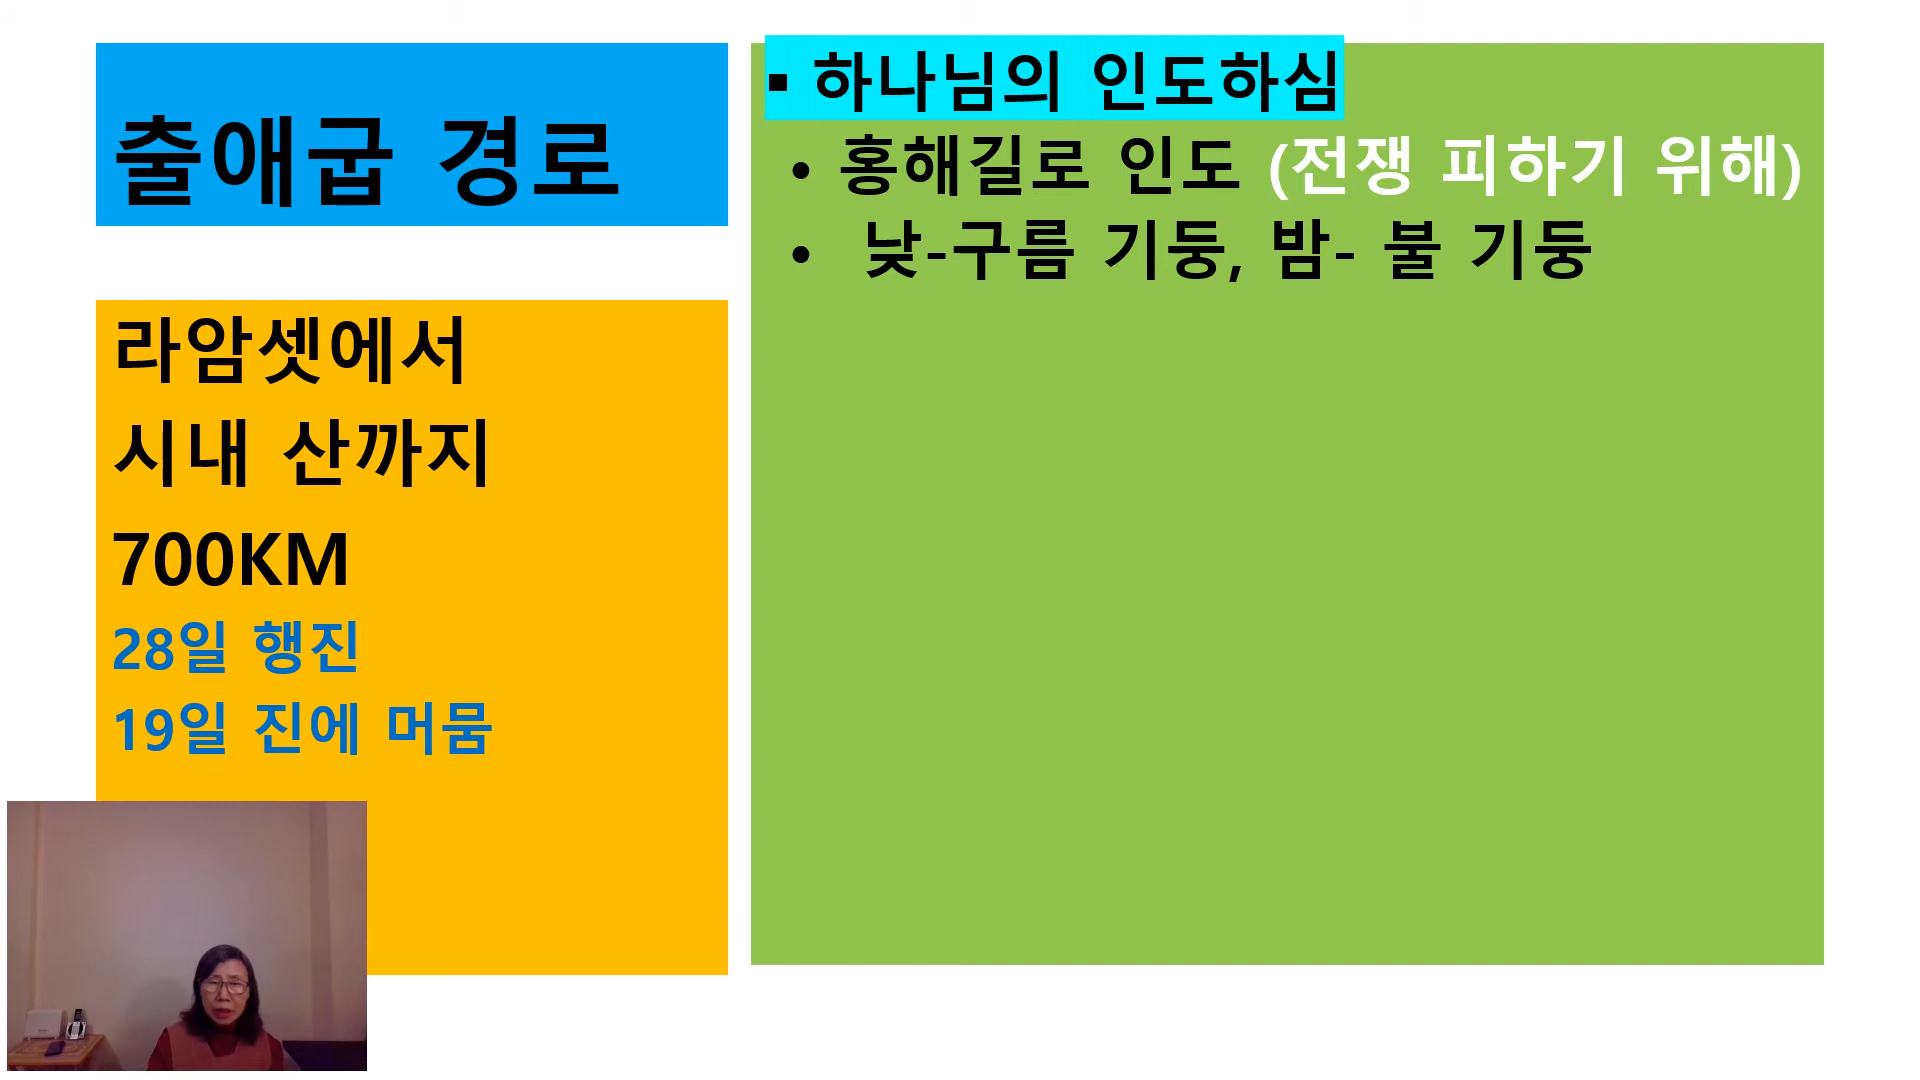 출애굽 경로
라암셋에서
시내 산까지
700KM
28일 행진
19일 진에 머뭄
▪ 하나님의 인도하심
• 홍해길로 인도 (전쟁 피하기 위해)
• 낮-구름 기둥, 밤- 불 기둥